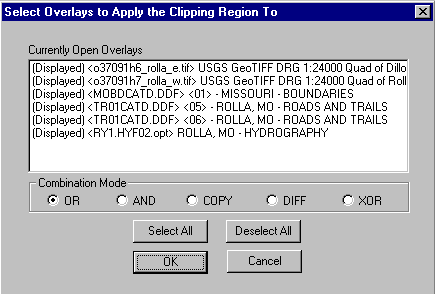 Select Overlays to Apply the Clipping Region To
Currently Open Overlays
(Displayed) <o37091h6_rolla_e.tif> USGS GeoTIFF DRG 1:24000 Quad of Dillo
(Displayed) <o37091h7_rolla_w.tif> USGS GeoTIFF DRG 1:24000 Quad of Roll
(Displayed) <MOBDCATD.DDF> <01> - MISSOURI - BOUNDARIES
(Displayed) <TR01CATD.DDF> <05> - ROLLA, MO - ROADS AND TRAILS
(Displayed) <TR01CATD.DDF> <06> - ROLLA, MO - ROADS AND TRAILS
(Displayed) <RY1.HYF02.opt> ROLLA, MO - HYDROGRAPHY
Combination Mode
OR AND COPY DIFF XOR
Select All Deselect All
OK Cancel